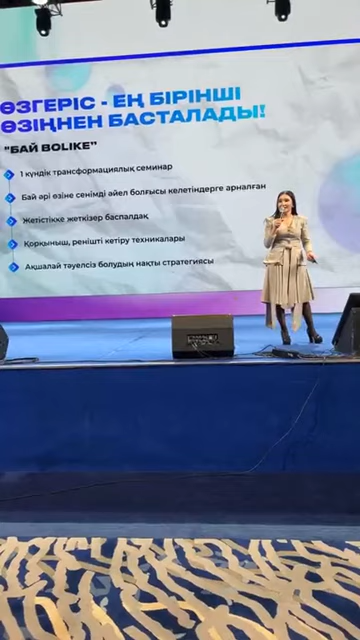 ӨЗГЕРІС - ЕҢ БІРІНШІ
ӨЗІҢНЕН БАСТАЛАДЫ!
"БАЙ BOLIKE"
1 күндік трансформациялық семинар
Бай әрі өзіне сенімді әйел болғысы келетіндерге арналған
Жетістікке жеткізер баспалдақ
Қорқыныш, ренішті кетіру техникалары
Ақшалай тәуелсіз болудың нақты стратегиясы